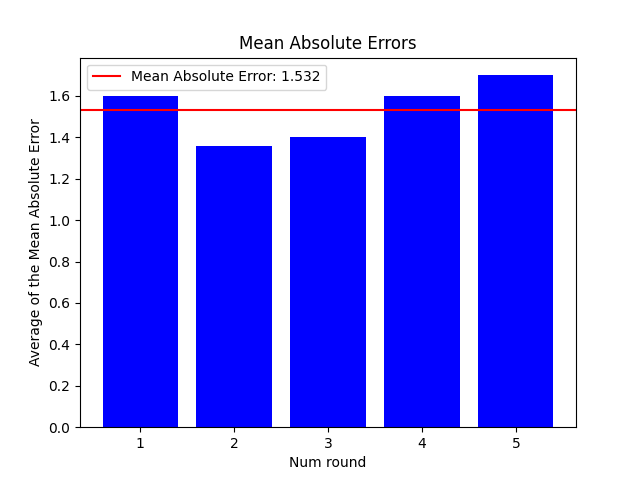 Mean Absolute Errors
Mean Absolute Error: 1.532
Average of the Mean Absolute Error
1.6
1.4
1.2
1.0
0.8
0.6
0.4
0.2
0.0
1 2 3 4 5
Num round